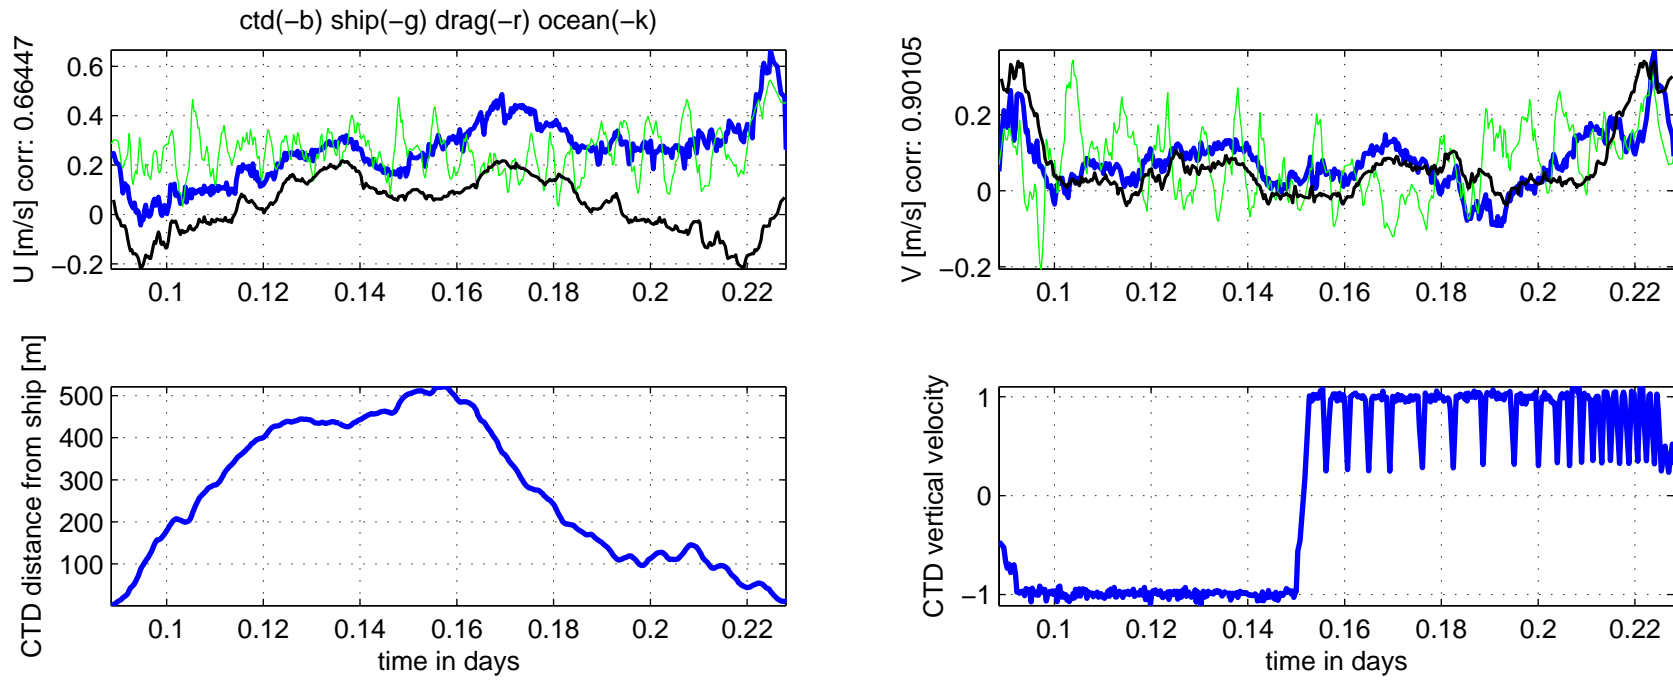 ctd(−b) ship(−g) drag(−r) ocean(−k)
U [m/s] corr: 0.66447
0.6
0.4
0.2
0
−0.2
0.1 0.12 0.14 0.16 0.18 0.2 0.22
V [m/s] corr: 0.90105
0.2
0
−0.2
0.1 0.12 0.14 0.16 0.18 0.2 0.22
CTD distance from ship [m]
500
400
300
200
100
0.1 0.12 0.14 0.16 0.18 0.2 0.22
time in days
CTD vertical velocity
1
0
−1
0.1 0.12 0.14 0.16 0.18 0.2 0.22
time in days